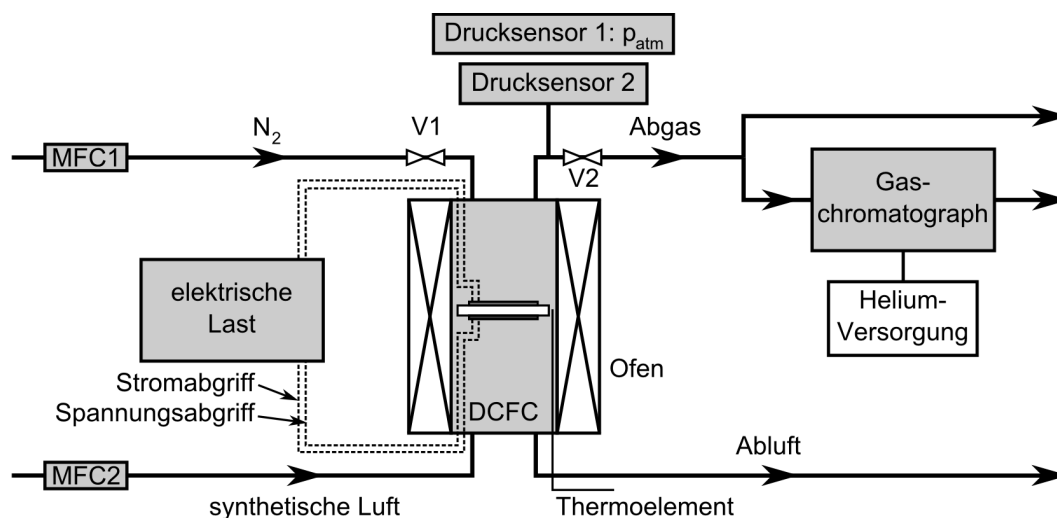 Drucksensor 1: p_atm
Drucksensor 2
N₂
V1
Abgas
MFC1
V2
Gas-
chromatograph
elektrische
Last
Helium-
Versorgung
Ofen
Stromabgriff
Spannungsabgriff
DCFC
Abluft
MFC2
synthetische Luft
Thermoelement